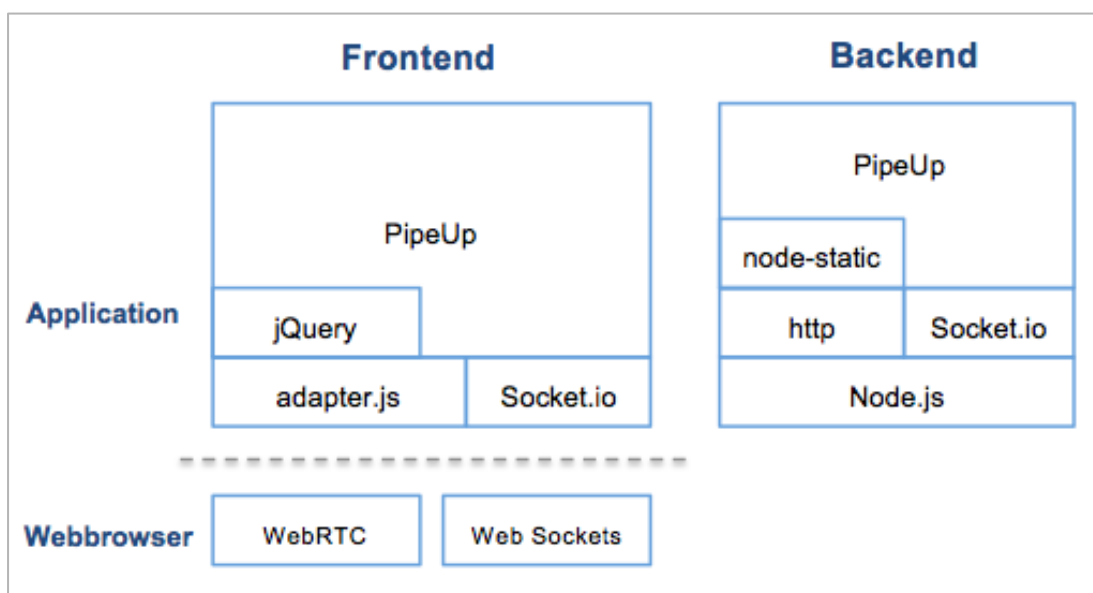 Frontend
Backend
PipeUp
PipeUp
node-static
Application
jQuery
http
Socket.io
adapter.js
Socket.io
Node.js
Webbrowser
WebRTC
Web Sockets